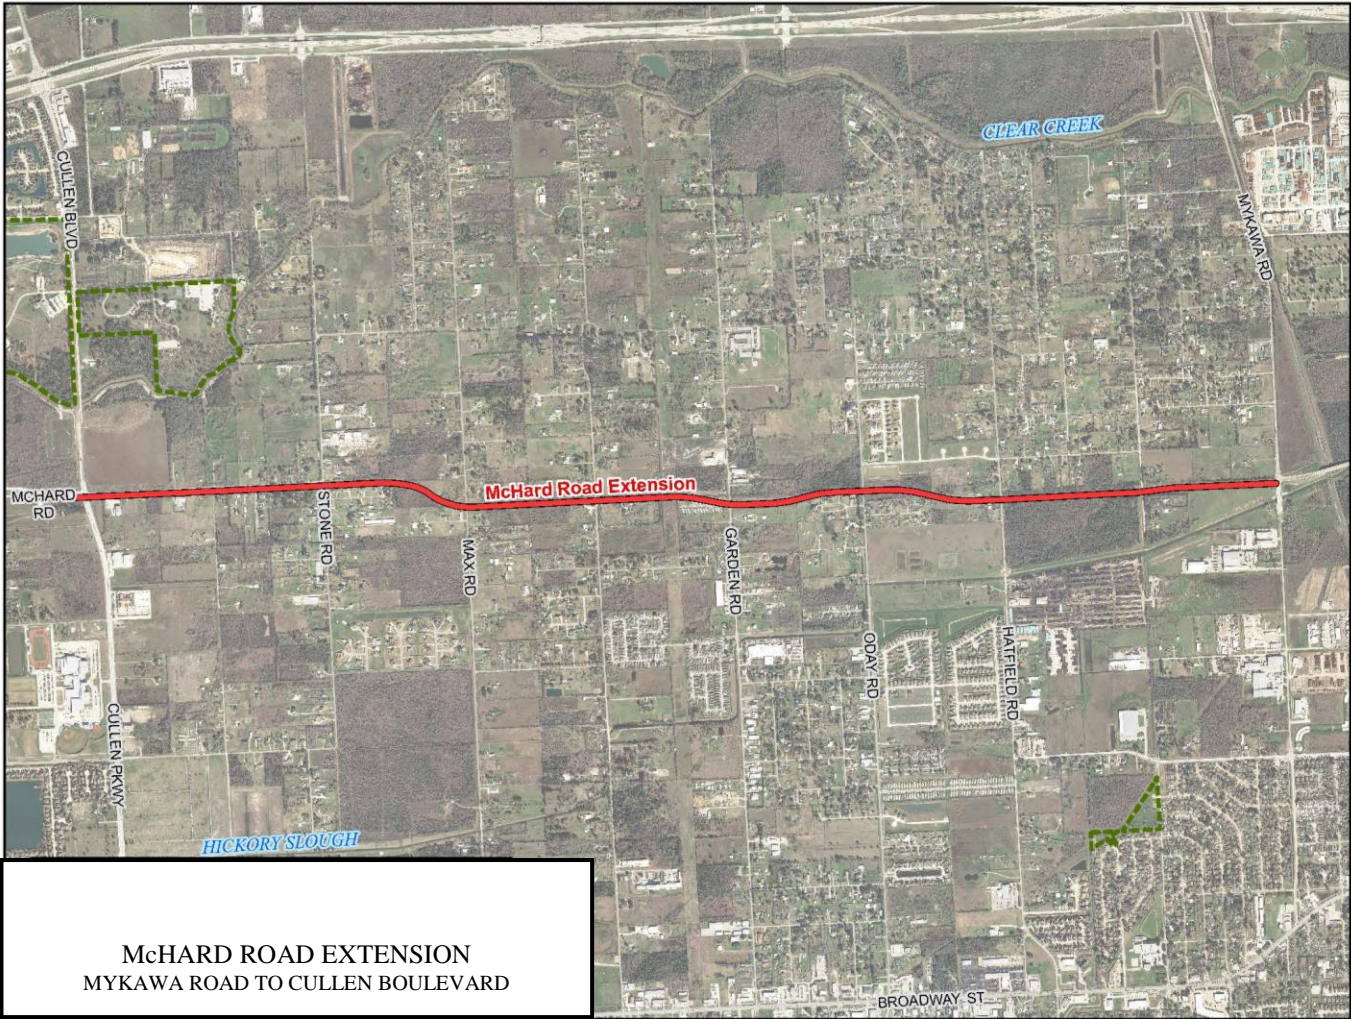 CLEAR CREEK
CULLEN BLVD
MYKAWA RD
McHard Road Extension
MCHARD
RD
STONE RD
MAX RD
GARDEN RD
ODAY RD
HATFIELD RD
CULLEN PKWY
HICKORY SLOUGH
McHARD ROAD EXTENSION
MYKAWA ROAD TO CULLEN BOULEVARD
BROADWAY ST